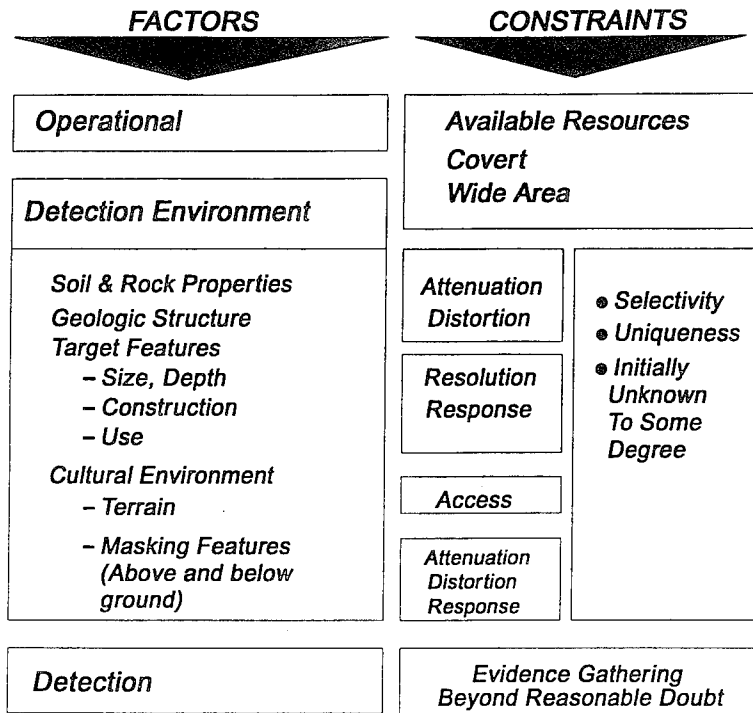 FACTORS
CONSTRAINTS
Operational
Available Resources
Covert
Wide Area
Detection Environment
Soil & Rock Properties
Geologic Structure
Target Features
– Size, Depth
– Construction
– Use
Cultural Environment
– Terrain
– Masking Features
(Above and below
ground)
Attenuation
Distortion
Resolution
Response
Access
Attenuation
Distortion
Response
● Selectivity
● Uniqueness
● Initially
Unknown
To Some
Degree
Detection
Evidence Gathering
Beyond Reasonable Doubt